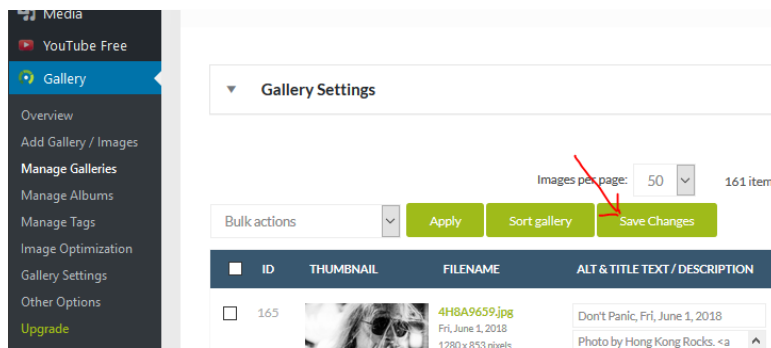 Media
YouTube Free
Gallery
Overview
Add Gallery / Images
Manage Galleries
Manage Albums
Manage Tags
Image Optimization
Gallery Settings
Other Options
Upgrade
Gallery Settings
Images per page: 50 161 item
Bulk actions Apply Sort gallery Save Changes
ID THUMBNAIL FILENAME ALT & TITLE TEXT / DESCRIPTION
165 4H8A9659.jpg Don't Panic, Fri, June 1, 2018
Fri, June 1, 2018
1280 x 853 pixels Photo by Hong Kong Rocks. <a